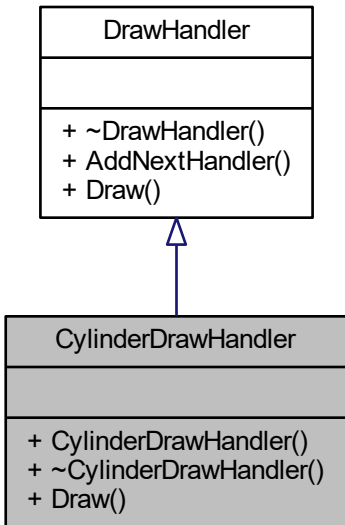 DrawHandler
+ ~DrawHandler()
+ AddNextHandler()
+ Draw()
CylinderDrawHandler
+ CylinderDrawHandler()
+ ~CylinderDrawHandler()
+ Draw()